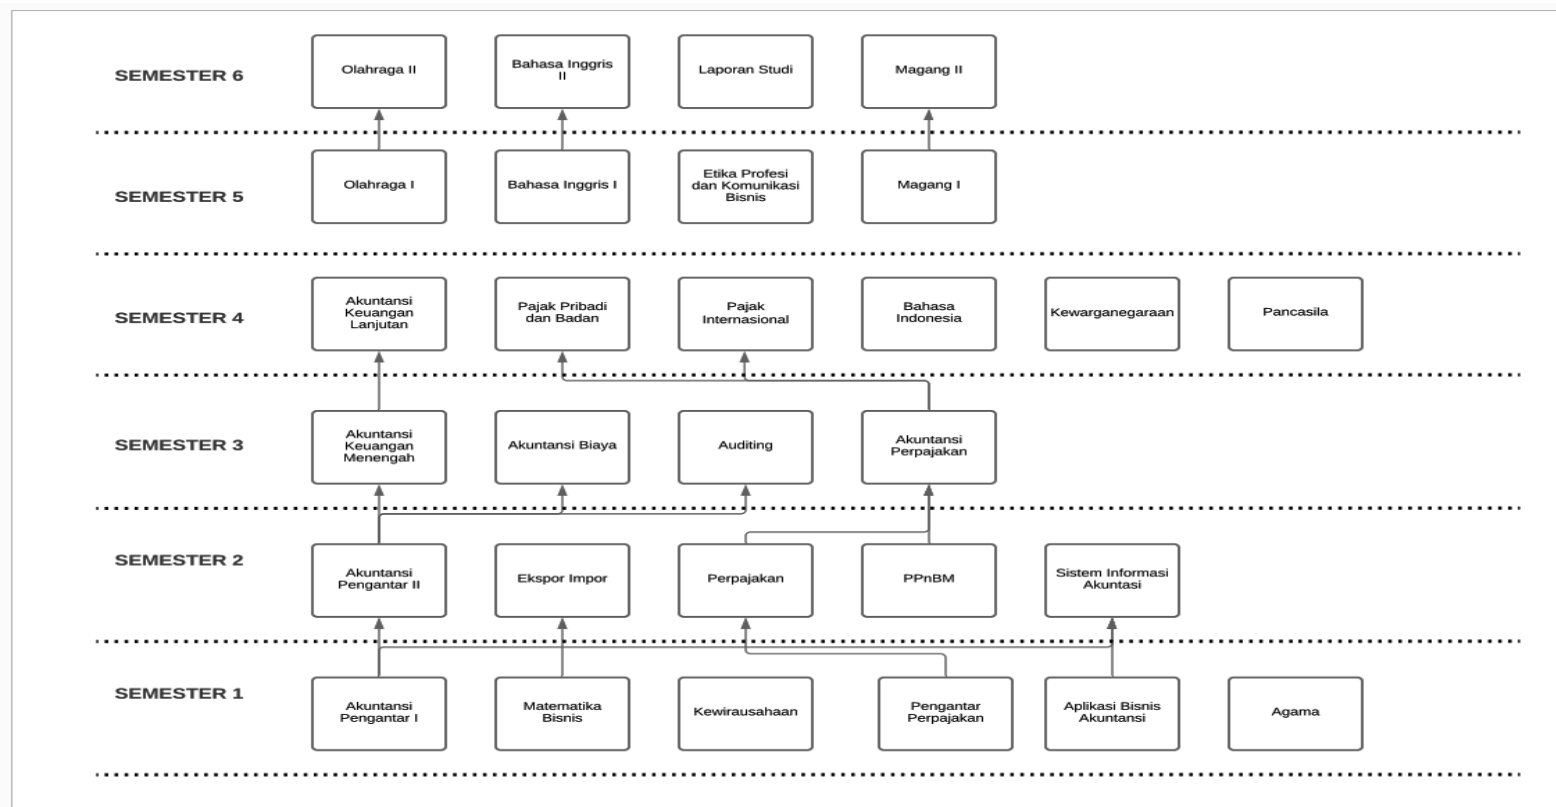 SEMESTER 6
Olahraga II
Bahasa Inggris
II
Laporan Studi
Magang II
SEMESTER 5
Olahraga I
Bahasa Inggris I
Etika Profesi
dan Komunikasi
Bisnis
Magang I
SEMESTER 4
Akuntansi
Keuangan
Lanjutan
Pajak Pribadi
dan Badan
Pajak
Internasional
Bahasa
Indonesia
Kewarganegaraan
Pancasila
SEMESTER 3
Akuntansi
Keuangan
Menengah
Akuntansi Biaya
Auditing
Akuntansi
Perpajakan
SEMESTER 2
Akuntansi
Pengantar II
Ekspor Impor
Perpajakan
PPnBM
Sistem Informasi
Akuntasi
SEMESTER 1
Akuntansi
Pengantar I
Matematika
Bisnis
Kewirausahaan
Pengantar
Perpajakan
Aplikasi Bisnis
Akuntansi
Agama